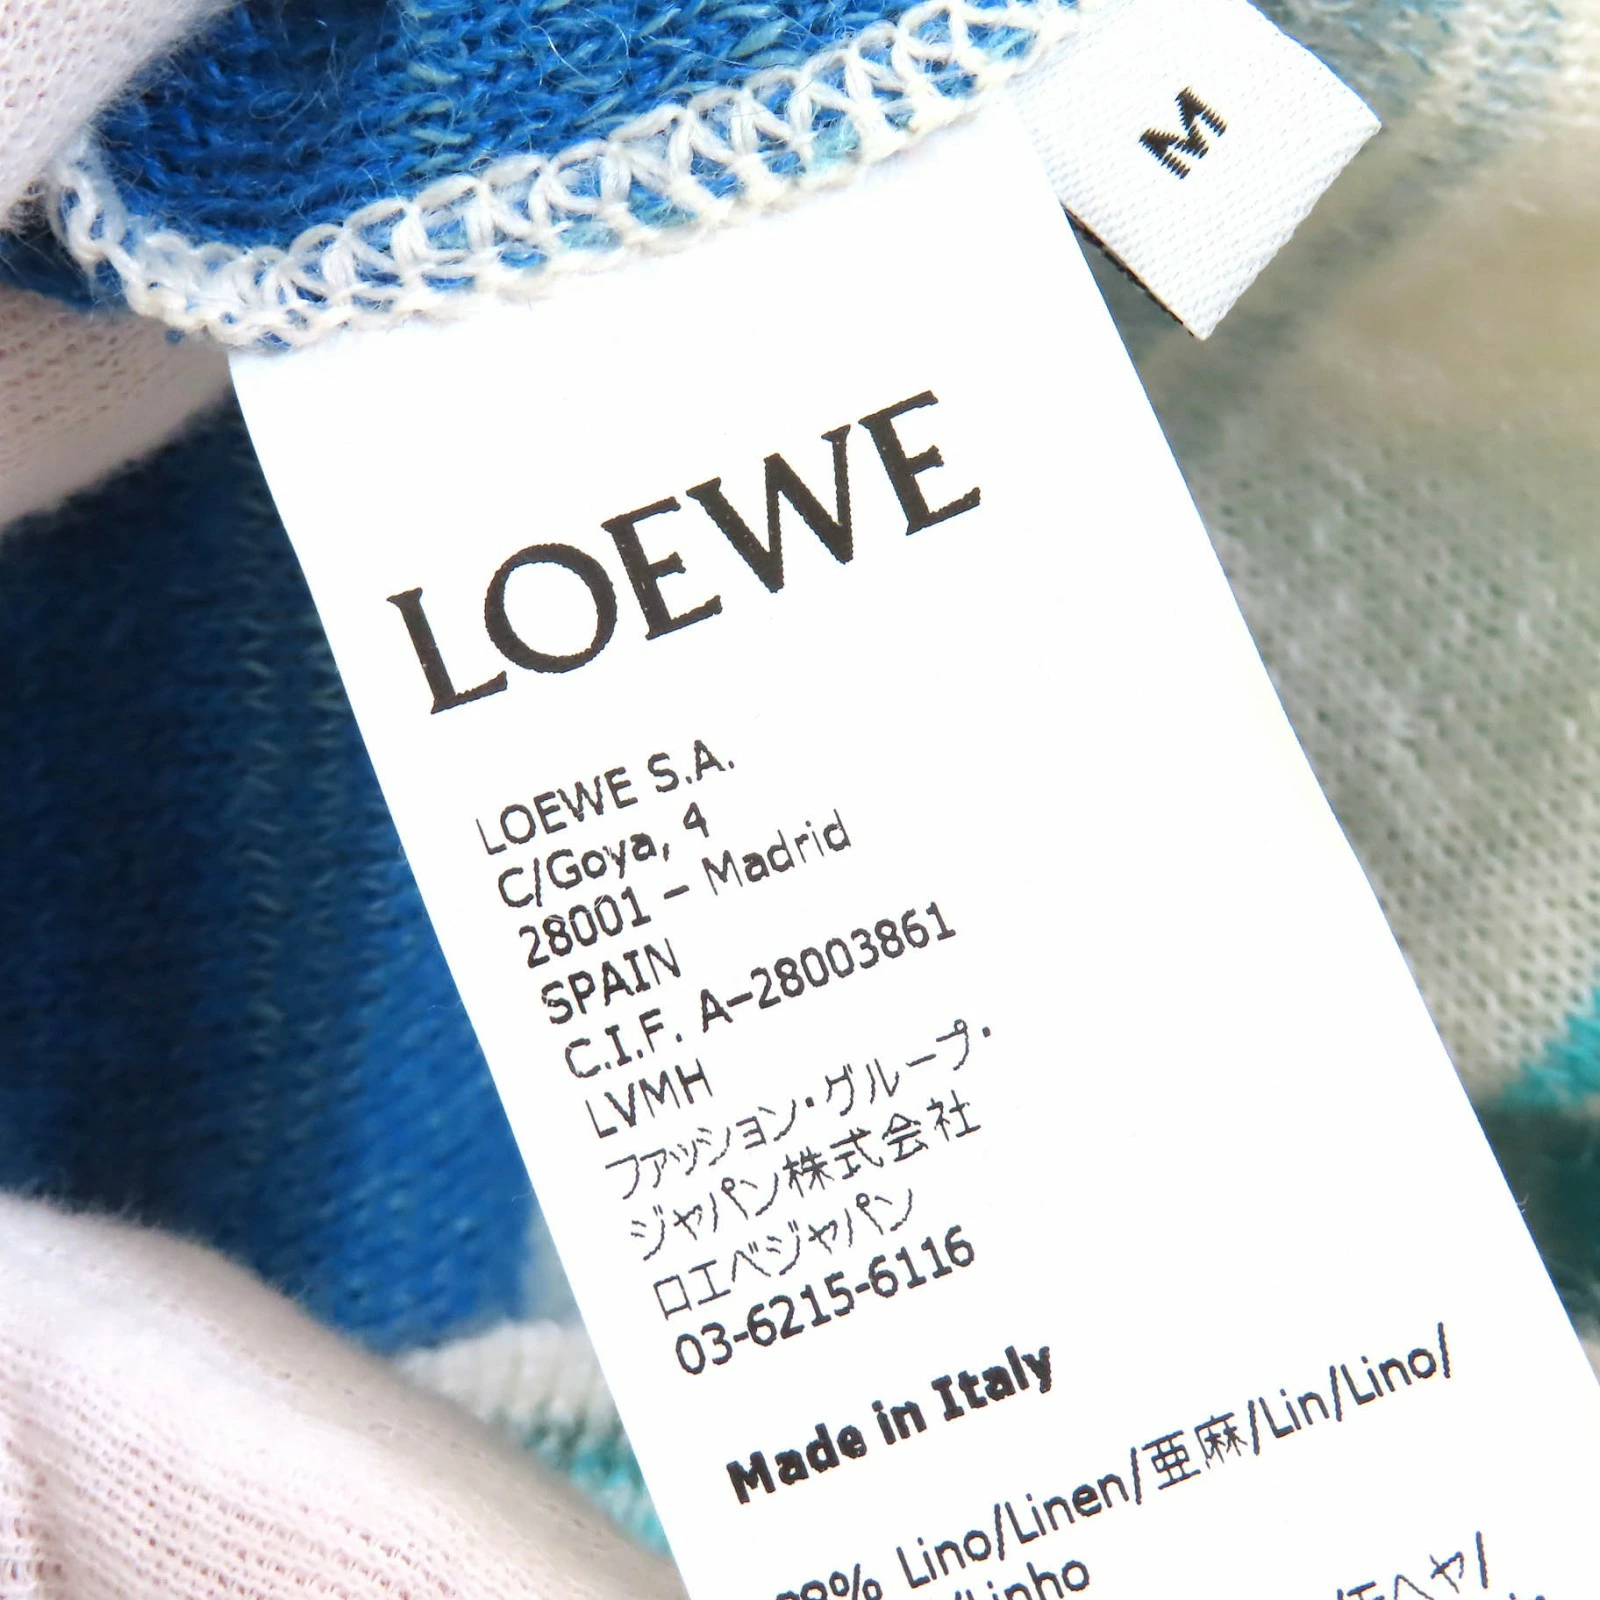 M
LOEWE
LOEWE S.A.
C/Goya, 4
28001 - Madrid
SPAIN
C.I.F. A-28003861
LVMH
ファッション・グループ・
ジャパン株式会社
ロエベジャパン
03-6215-6116
Made in Italy
Lino/Linen/亜麻/Lin/Lino/
/Linho